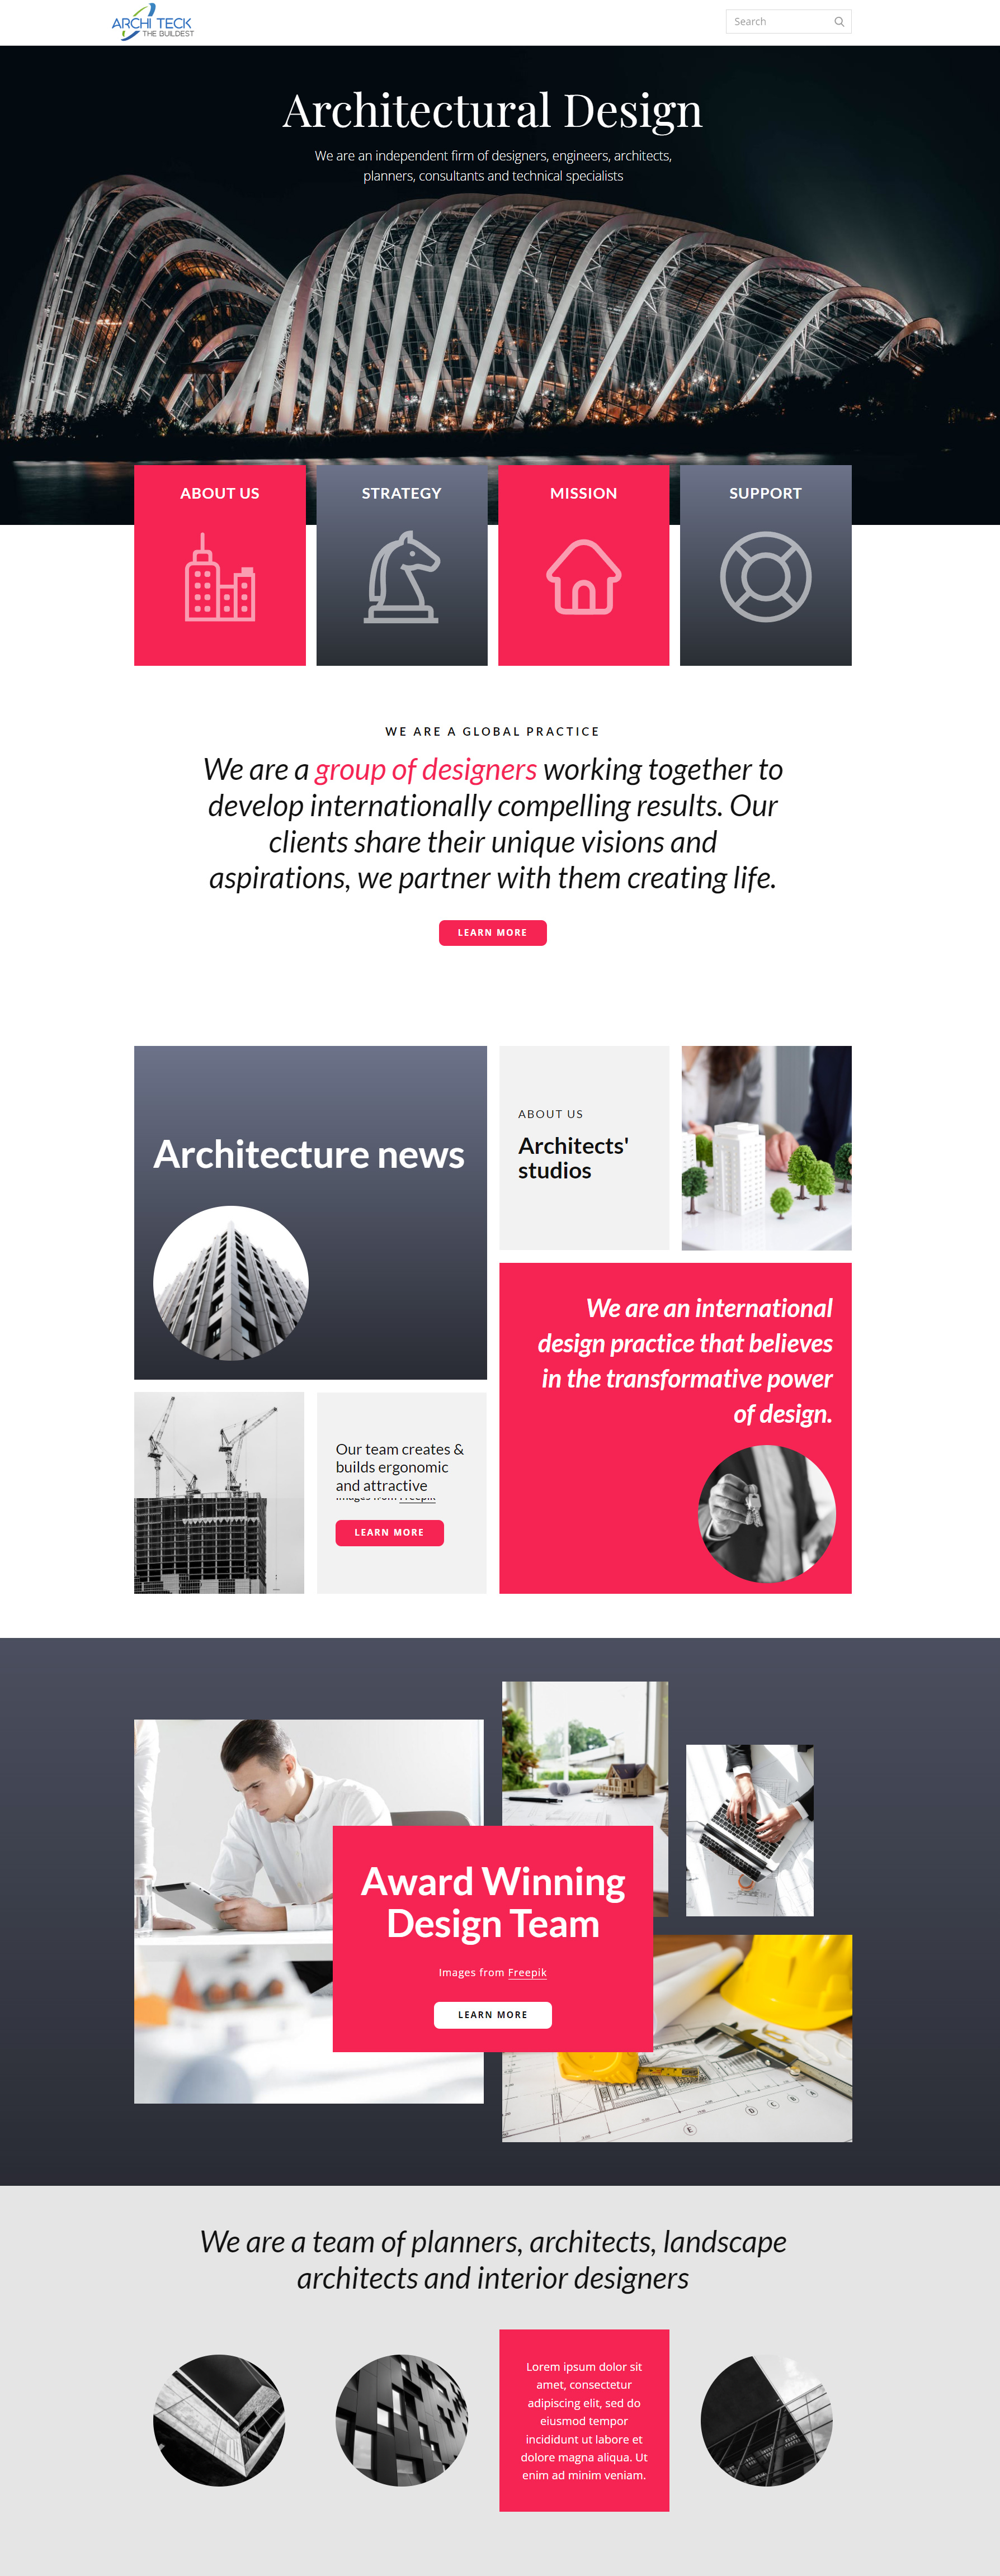 ARCHI TECK
THE BUILDEST
Search
Architectural Design
We are an independent firm of designers, engineers, architects,
planners, consultants and technical specialists
ABOUT US
STRATEGY
MISSION
SUPPORT
WE ARE A GLOBAL PRACTICE
We are a group of designers working together to
develop internationally compelling results. Our
clients share their unique visions and
aspirations, we partner with them creating life.
LEARN MORE
Architecture news
ABOUT US
Architects'
studios
We are an international
design practice that believes
in the transformative power
of design.
Our team creates &
builds ergonomic
and attractive
Images from Freepik
LEARN MORE
Award Winning
Design Team
Images from Freepik
LEARN MORE
E
D
C
B
A
We are a team of planners, architects, landscape
architects and interior designers
Lorem ipsum dolor sit
amet, consectetur
adipiscing elit, sed do
eiusmod tempor
incididunt ut labore et
dolore magna aliqua. Ut
enim ad minim veniam.